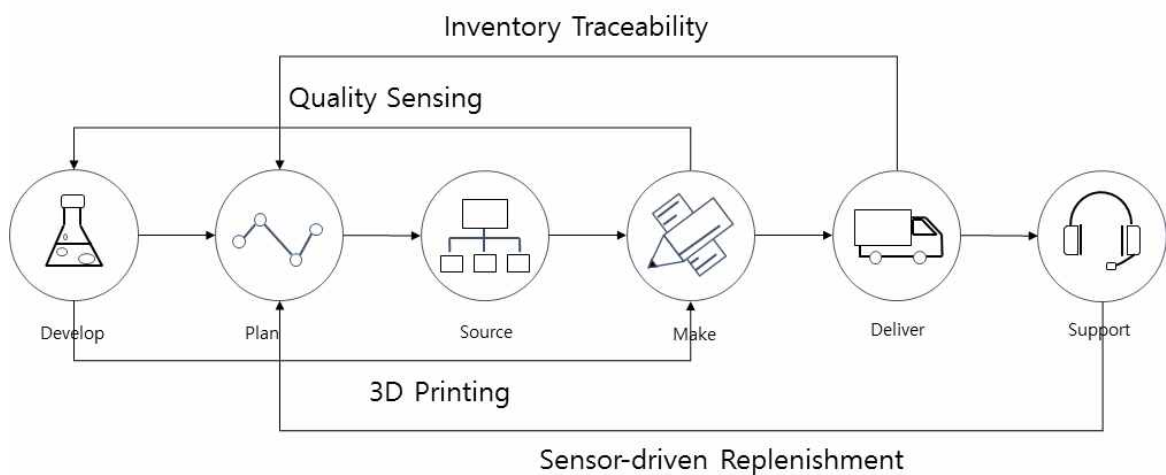 Inventory Traceability
Quality Sensing
Develop
Plan
Source
Make
Deliver
Support
3D Printing
Sensor-driven Replenishment